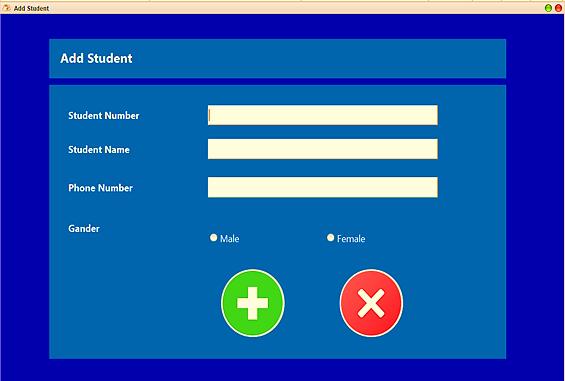 Add Student
Add Student
Student Number
Student Name
Phone Number
Gander
Male Female